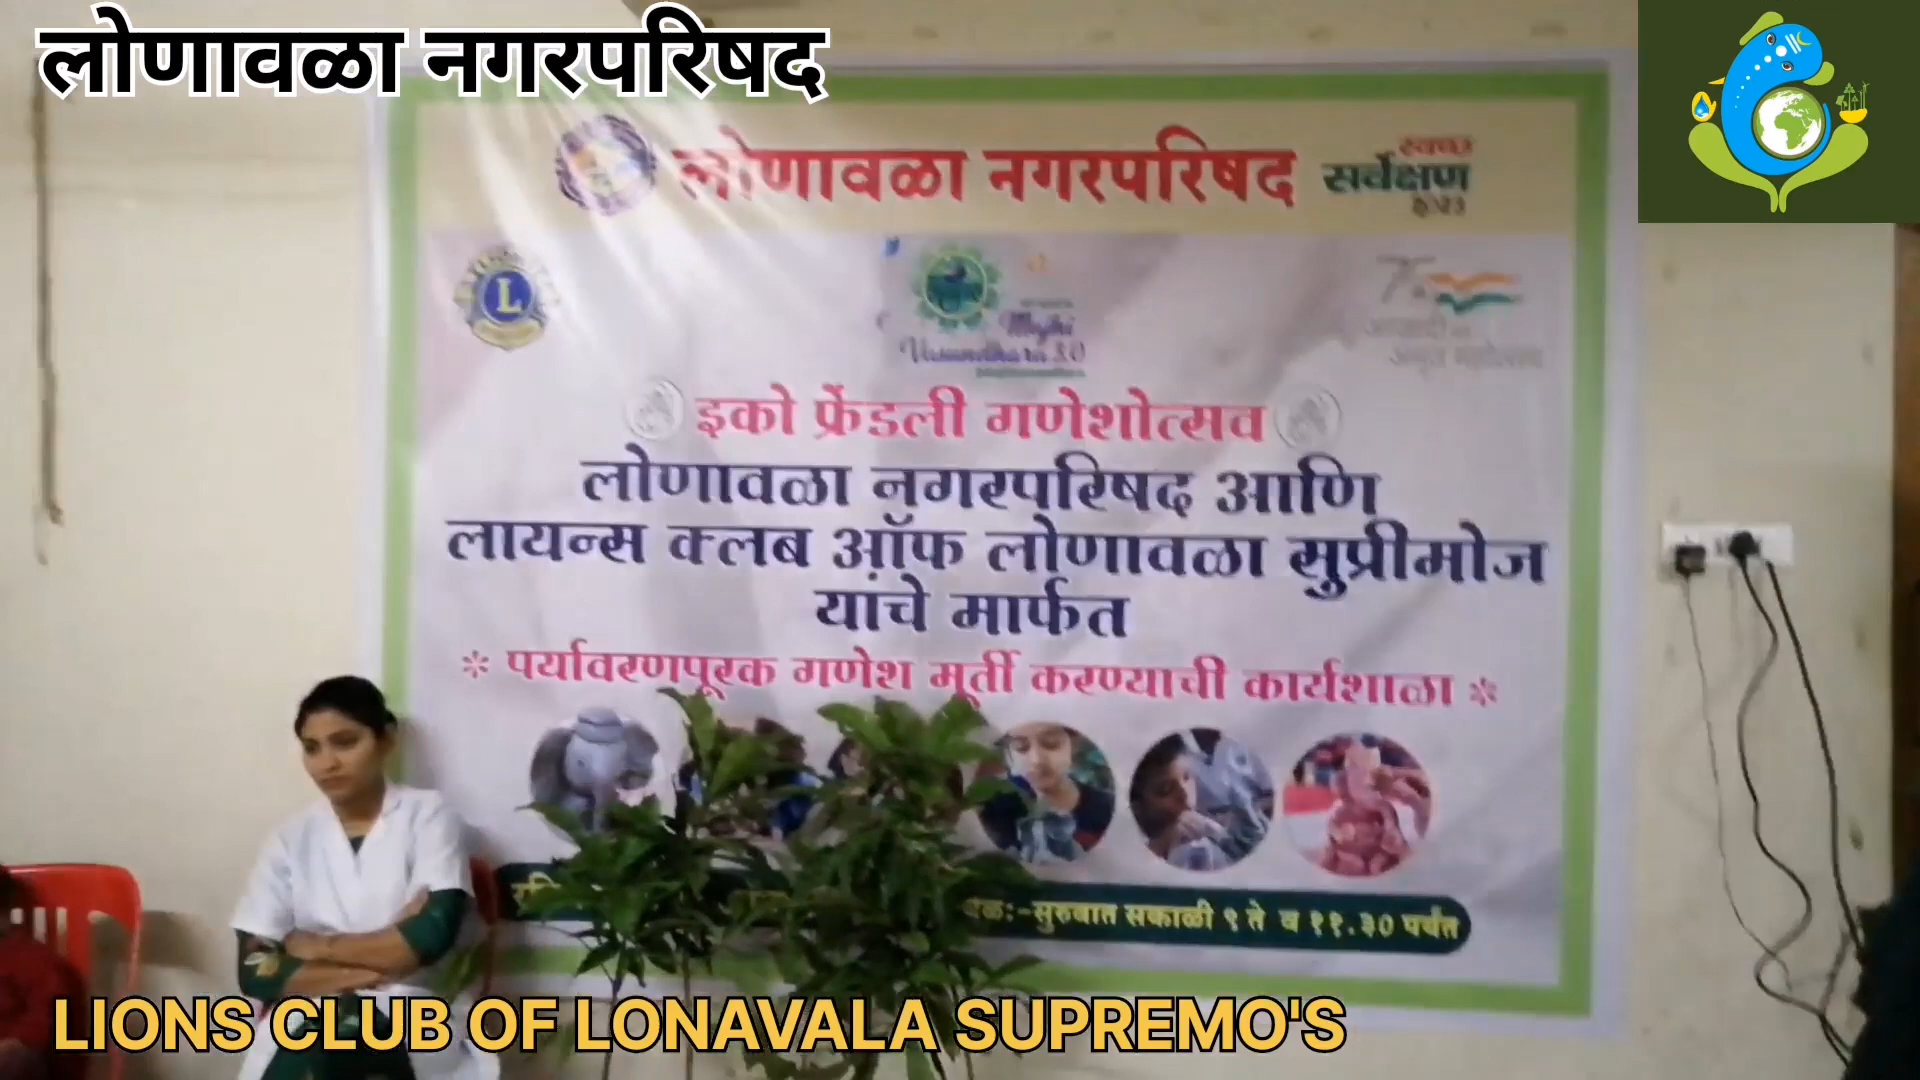 लोणावळा नगरपरिषद
लोणावळा नगरपरिषद
स्वच्छ
सर्वेक्षण
L
Majhi
Vasundhara 3.0
इको फ्रेंडली गणेशोत्सव
लोणावळा नगरपरिषद आणि
लायन्स क्लब ऑफ लोणावळा सुप्रीमोज
यांचे मार्फत
* पर्यावरणपूरक गणेश मूर्ती करण्याची कार्यशाळा *
:-सुरुवात सकाळी ९ ते व ११.३० पर्यंत
LIONS CLUB OF LONAVALA SUPREMO'S